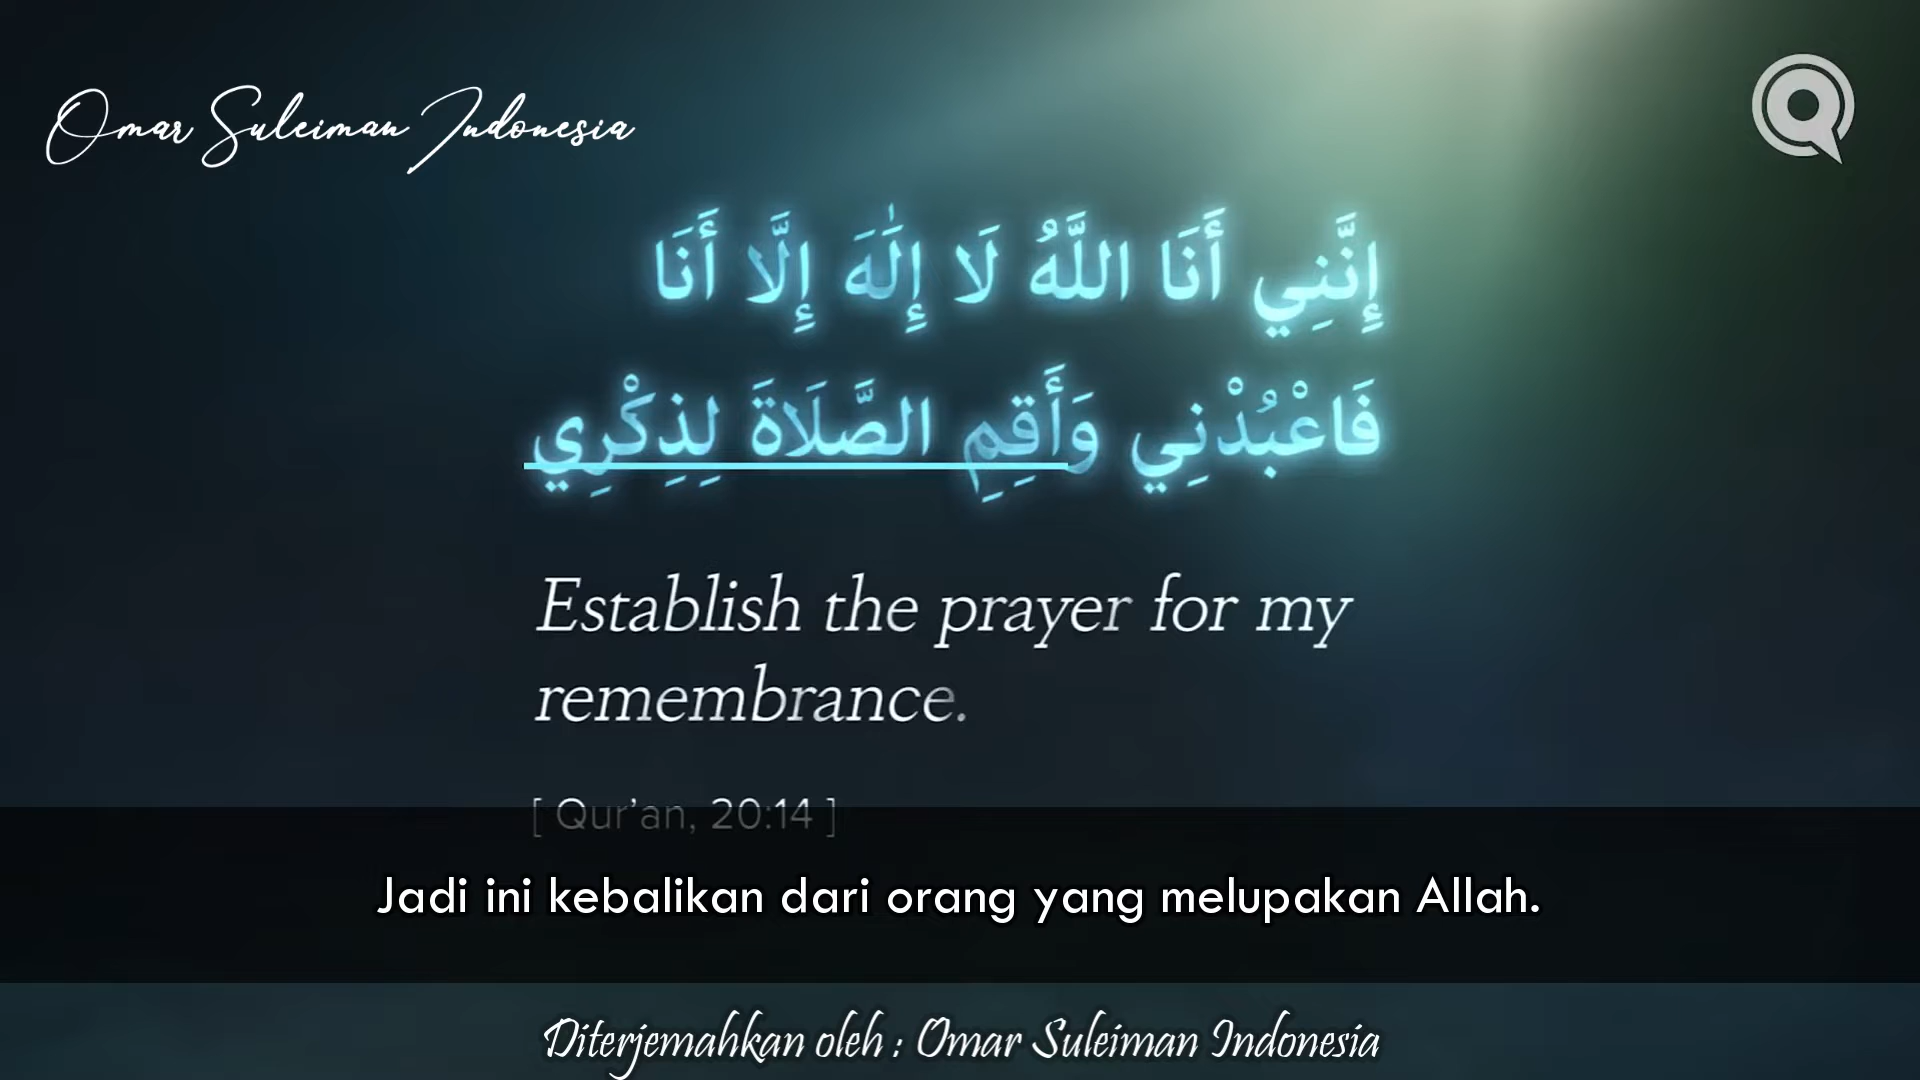 Omar Suleiman Indonesia
إِنَّنِي أَنَا اللَّهُ لَا إِلَٰهَ إِلَّا أَنَا
فَاعْبُدْنِي وَأَقِمِ الصَّلَاةَ لِذِكْرِي
Establish the prayer for my
remembrance.
[ Qur’an, 20:14 ]
Jadi ini kebalikan dari orang yang melupakan Allah.
Diterjemahkan oleh : Omar Suleiman Indonesia